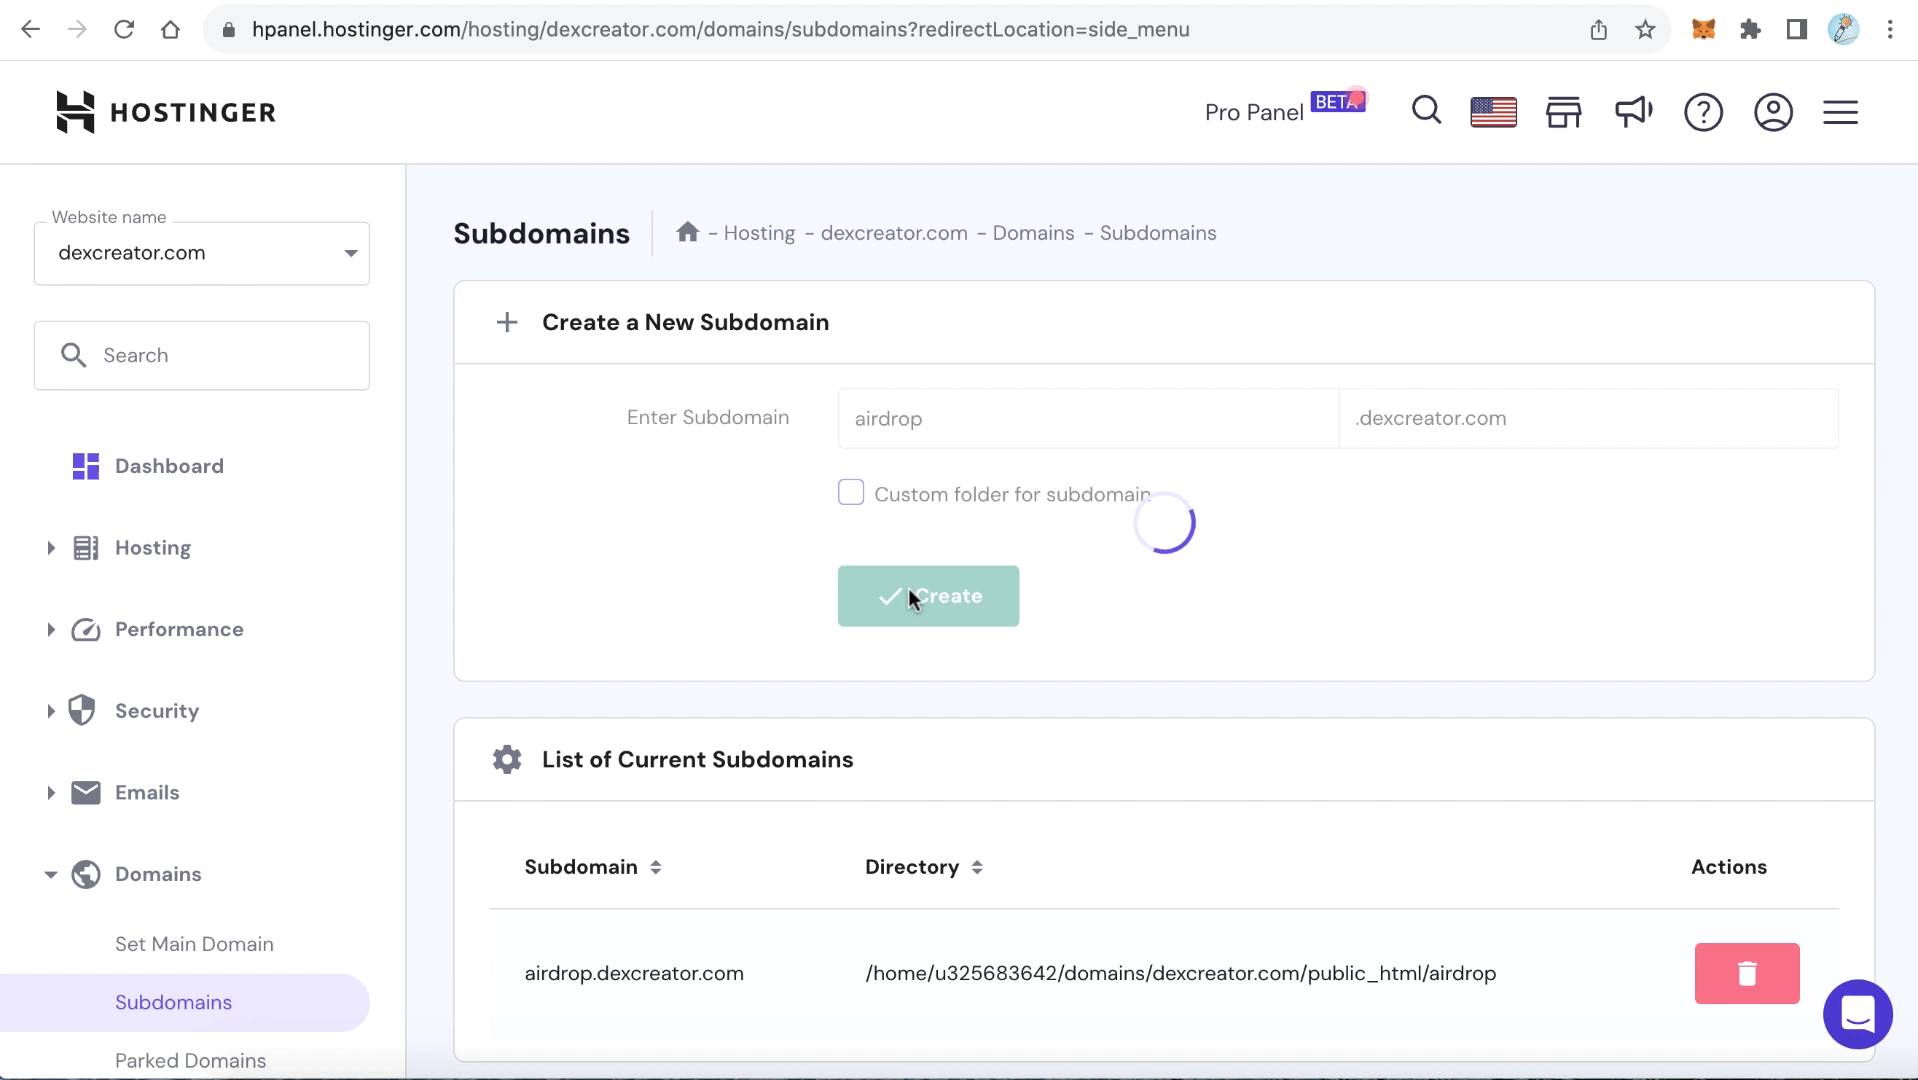 hpanel.hostinger.com/hosting/dexcreator.com/domains/subdomains?redirectLocation=side_menu
HOSTINGER
Pro Panel BETA
Website name
dexcreator.com
Search
Dashboard
Hosting
Performance
Security
Emails
Domains
Set Main Domain
Subdomains
Parked Domains
Subdomains
- Hosting - dexcreator.com - Domains - Subdomains
Create a New Subdomain
Enter Subdomain airdrop .dexcreator.com
Custom folder for subdomain
Create
List of Current Subdomains
Subdomain Directory Actions
airdrop.dexcreator.com /home/u325683642/domains/dexcreator.com/public_html/airdrop